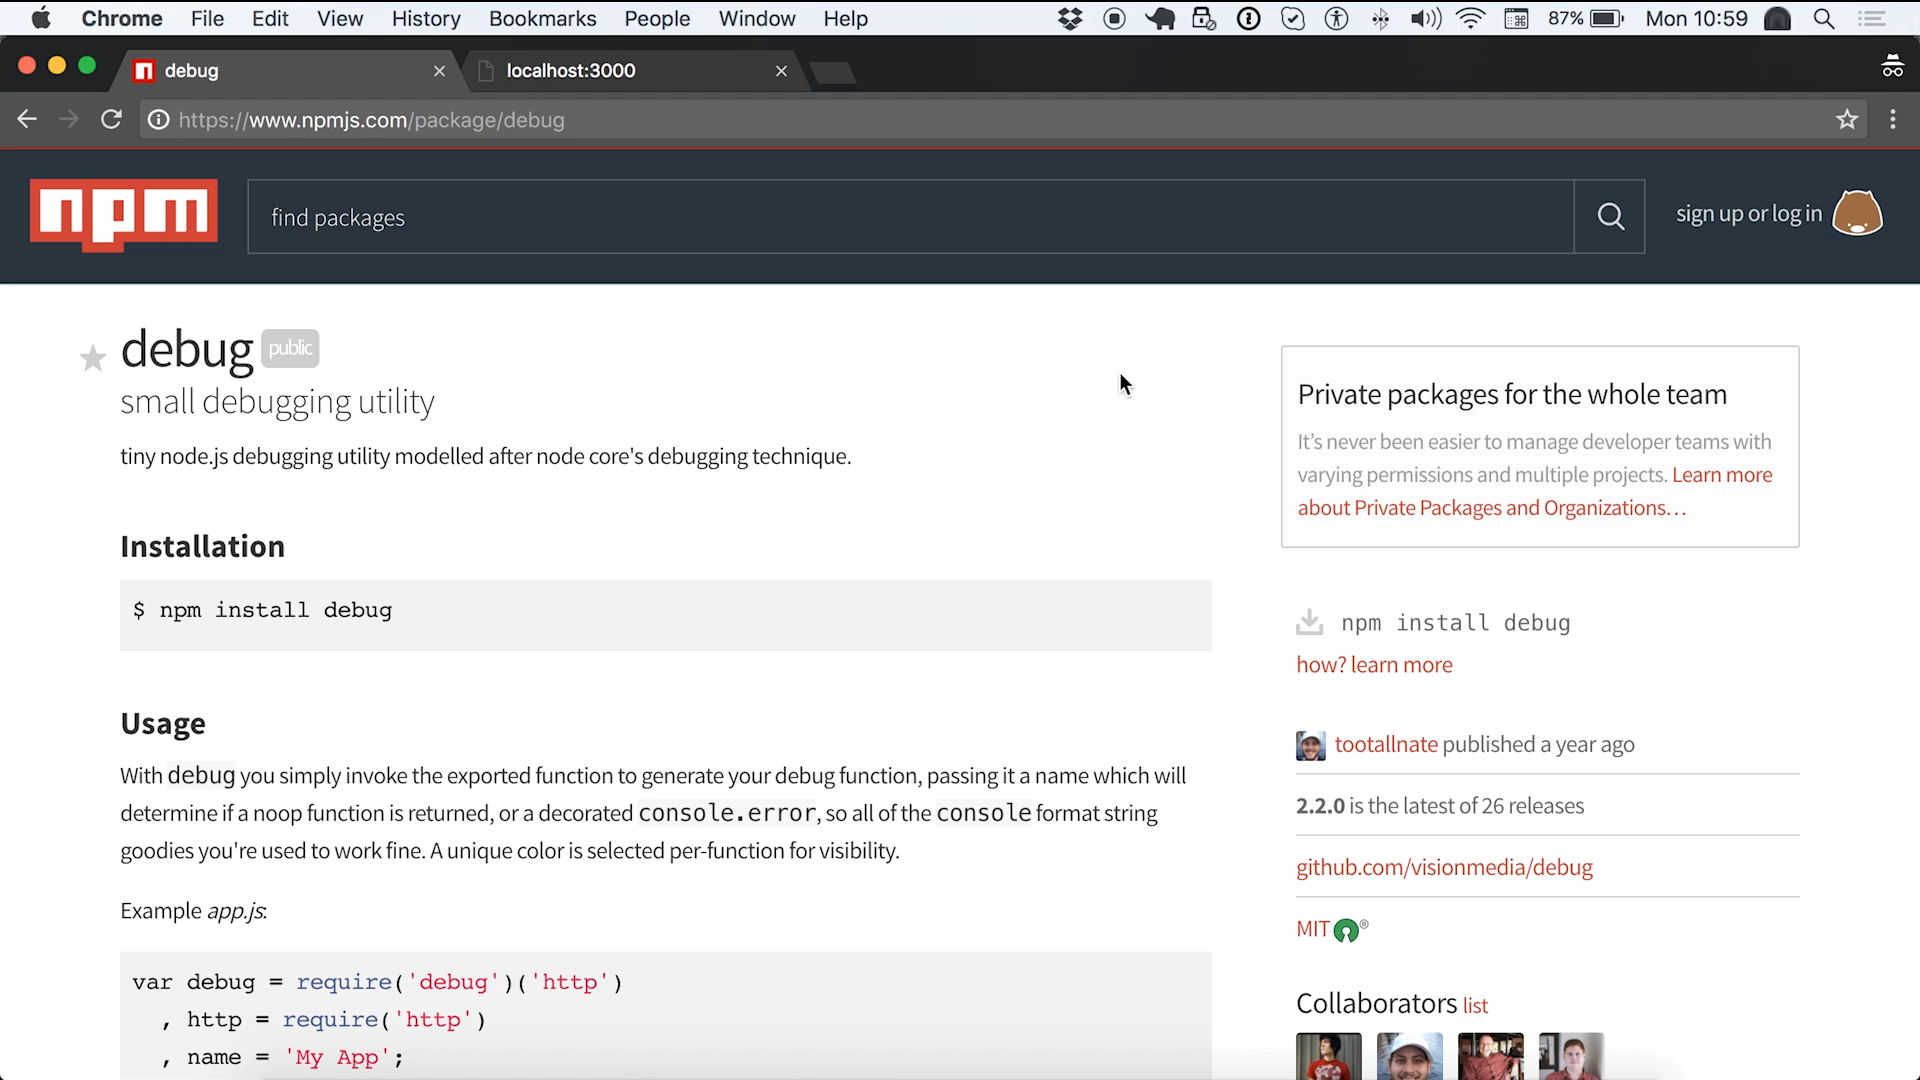 Chrome File Edit View History Bookmarks People Window Help 87% Mon 10:59
debug localhost:3000
https://www.npmjs.com/package/debug
npm find packages sign up or log in
debug public
small debugging utility
tiny node.js debugging utility modelled after node core's debugging technique.
Installation
$ npm install debug
Usage
With debug you simply invoke the exported function to generate your debug function, passing it a name which will
determine if a noop function is returned, or a decorated console.error, so all of the console format string
goodies you're used to work fine. A unique color is selected per-function for visibility.
Example app.js:
var debug = require('debug')('http')
, http = require('http')
, name = 'My App';
Private packages for the whole team
It's never been easier to manage developer teams with
varying permissions and multiple projects. Learn more
about Private Packages and Organizations…
npm install debug
how? learn more
tootallnate published a year ago
2.2.0 is the latest of 26 releases
github.com/visionmedia/debug
MIT ®
Collaborators list